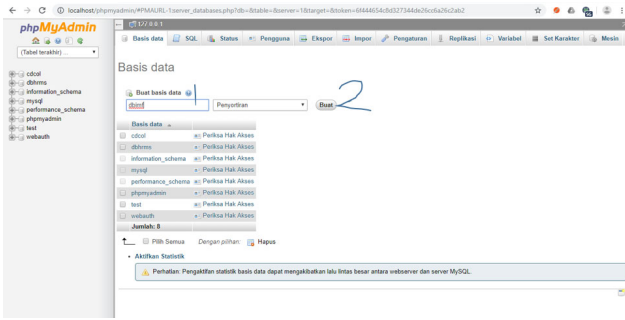 localhost/phpmyadmin/#PMAURL-1:server_databases.php?db=&table=&server=1&target=&token=6f444654c8d327344de26cc6a26c2ab2
phpMyAdmin
(Tabel terakhir) ...
cdcol
dbhrms
information_schema
mysql
performance_schema
phpmyadmin
test
webauth
127.0.0.1
Basis data SQL Status Pengguna Ekspor Impor Pengaturan Replikasi Variabel Set Karakter Mesin
Basis data
Buat basis data
1
dbimf Penyortiran Buat
2
Basis data
cdcol Periksa Hak Akses
dbhrms Periksa Hak Akses
information_schema Periksa Hak Akses
mysql Periksa Hak Akses
performance_schema Periksa Hak Akses
phpmyadmin Periksa Hak Akses
test Periksa Hak Akses
webauth Periksa Hak Akses
Jumlah: 8
Pilih Semua Dengan pilihan: Hapus
Aktifkan Statistik
Perhatian: Pengaktifan statistik basis data dapat mengakibatkan lalu lintas besar antara webserver dan server MySQL.